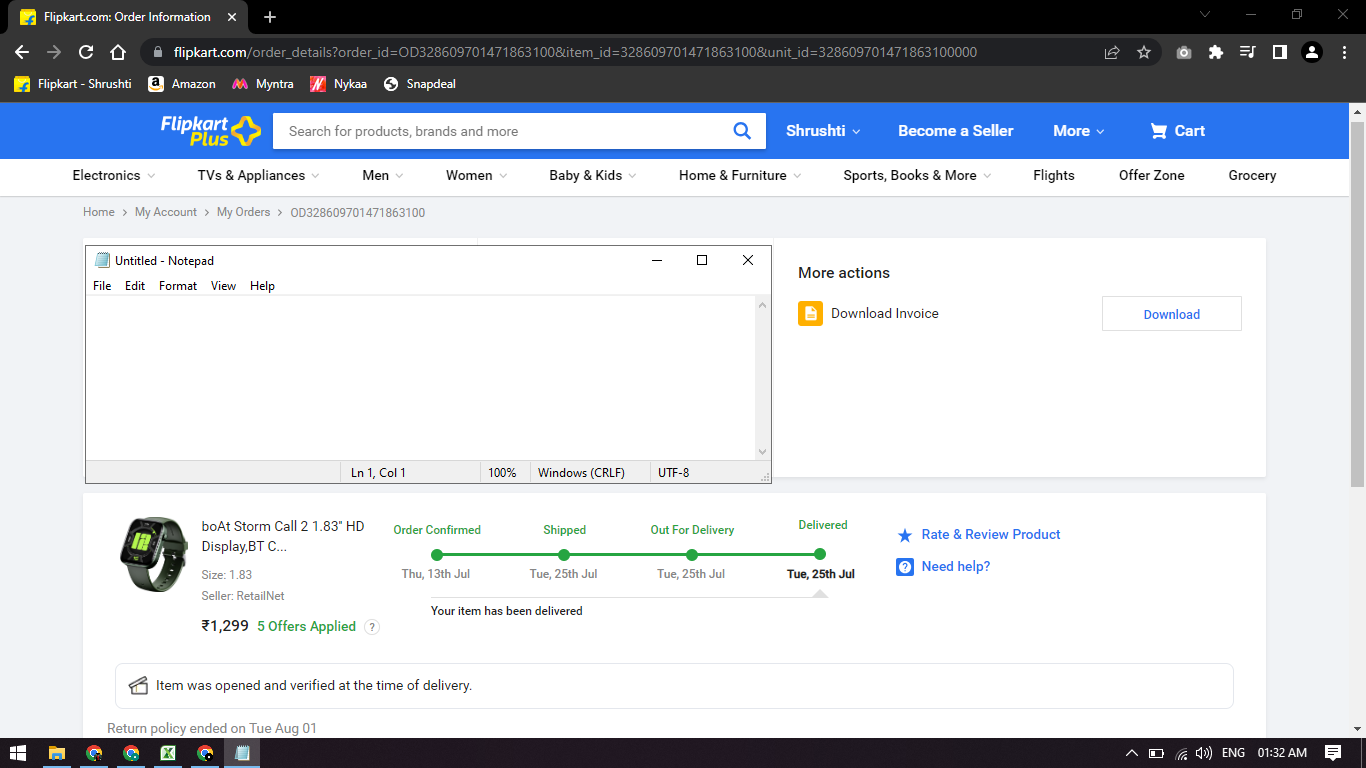 Flipkart.com: Order Information
flipkart.com/order_details?order_id=OD328609701471863100&item_id=328609701471863100&unit_id=328609701471863100000
Flipkart - Shrushti
Amazon
Myntra
Nykaa
Snapdeal
Flipkart
Plus
Search for products, brands and more
Shrushti
Become a Seller
More
Cart
Electronics
TVs & Appliances
Men
Women
Baby & Kids
Home & Furniture
Sports, Books & More
Flights
Offer Zone
Grocery
Home
My Account
My Orders
OD328609701471863100
Untitled - Notepad
File Edit Format View Help
Ln 1, Col 1
100%
Windows (CRLF)
UTF-8
More actions
Download Invoice
Download
boAt Storm Call 2 1.83" HD
Display,BT C...
Size: 1.83
Seller: RetailNet
₹1,299 5 Offers Applied ?
Order Confirmed
Thu, 13th Jul
Shipped
Tue, 25th Jul
Out For Delivery
Tue, 25th Jul
Delivered
Tue, 25th Jul
Your item has been delivered
Rate & Review Product
? Need help?
Item was opened and verified at the time of delivery.
Return policy ended on Tue Aug 01
ENG
01:32 AM